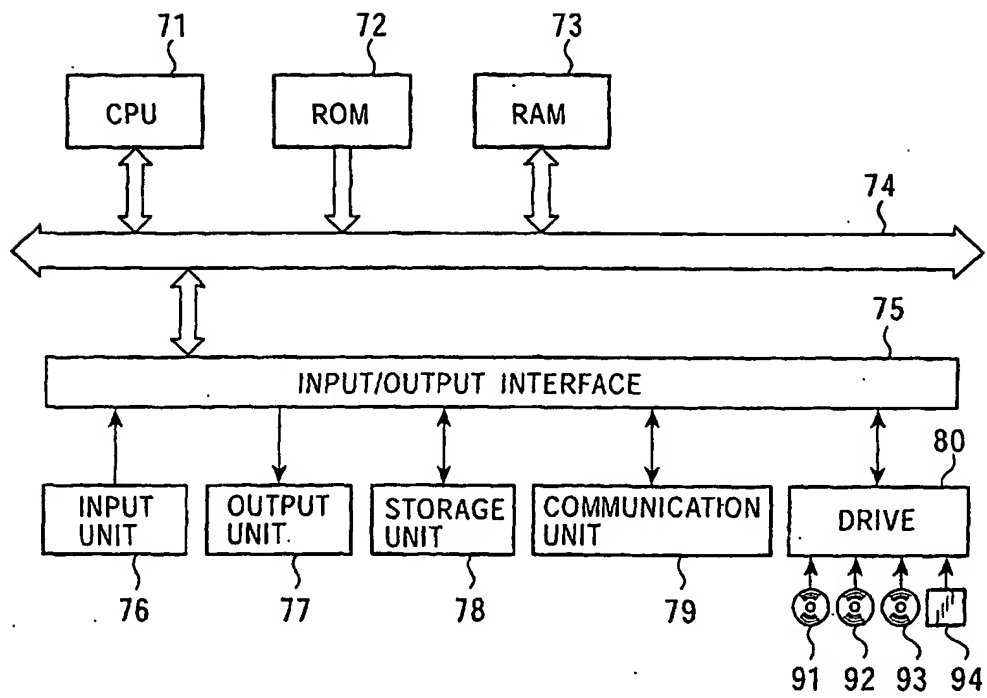 71 72 73
CPU ROM RAM
74
75
INPUT/OUTPUT INTERFACE
80
INPUT
UNIT
OUTPUT
UNIT
STORAGE
UNIT
COMMUNICATION
UNIT
DRIVE
76 77 78 79
91 92 93 94